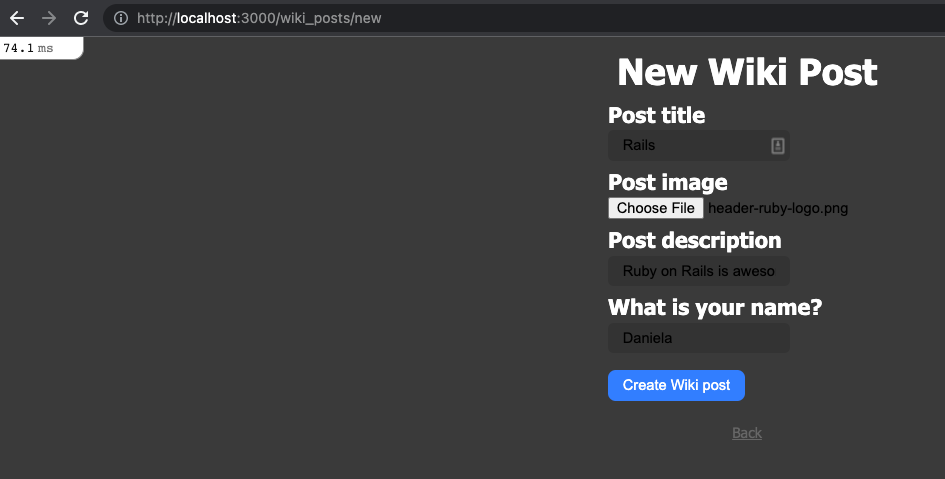 http://localhost:3000/wiki_posts/new
74.1 ms
New Wiki Post
Post title
Rails
Post image
Choose File header-ruby-logo.png
Post description
Ruby on Rails is aweso
What is your name?
Daniela
Create Wiki post
Back